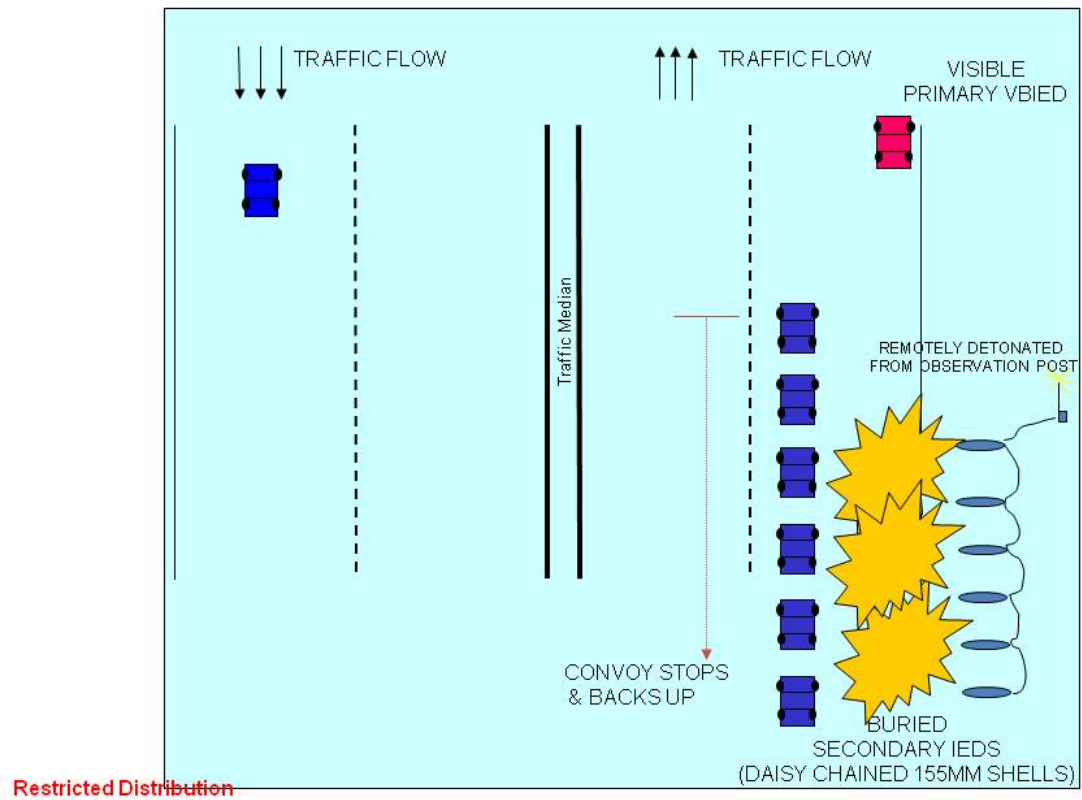 TRAFFIC FLOW
TRAFFIC FLOW
VISIBLE
PRIMARY VBIED
Traffic Median
REMOTELY DETONATED
FROM OBSERVATION POST
CONVOY STOPS
& BACKS UP
BURIED
SECONDARY IEDS
(DAISY CHAINED 155MM SHELLS)
Restricted Distribution